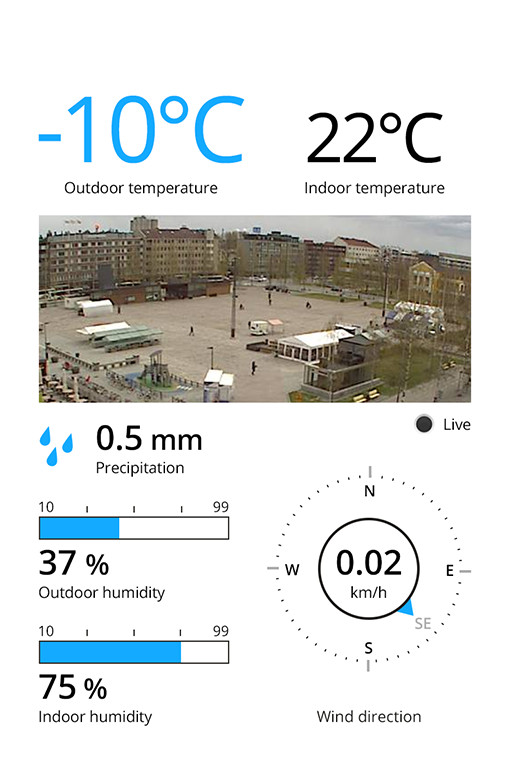 -10°C
Outdoor temperature
22°C
Indoor temperature
Live
0.5 mm
Precipitation
10 99
37 %
Outdoor humidity
10 99
75 %
Indoor humidity
N
W
E
S
SE
0.02
km/h
Wind direction